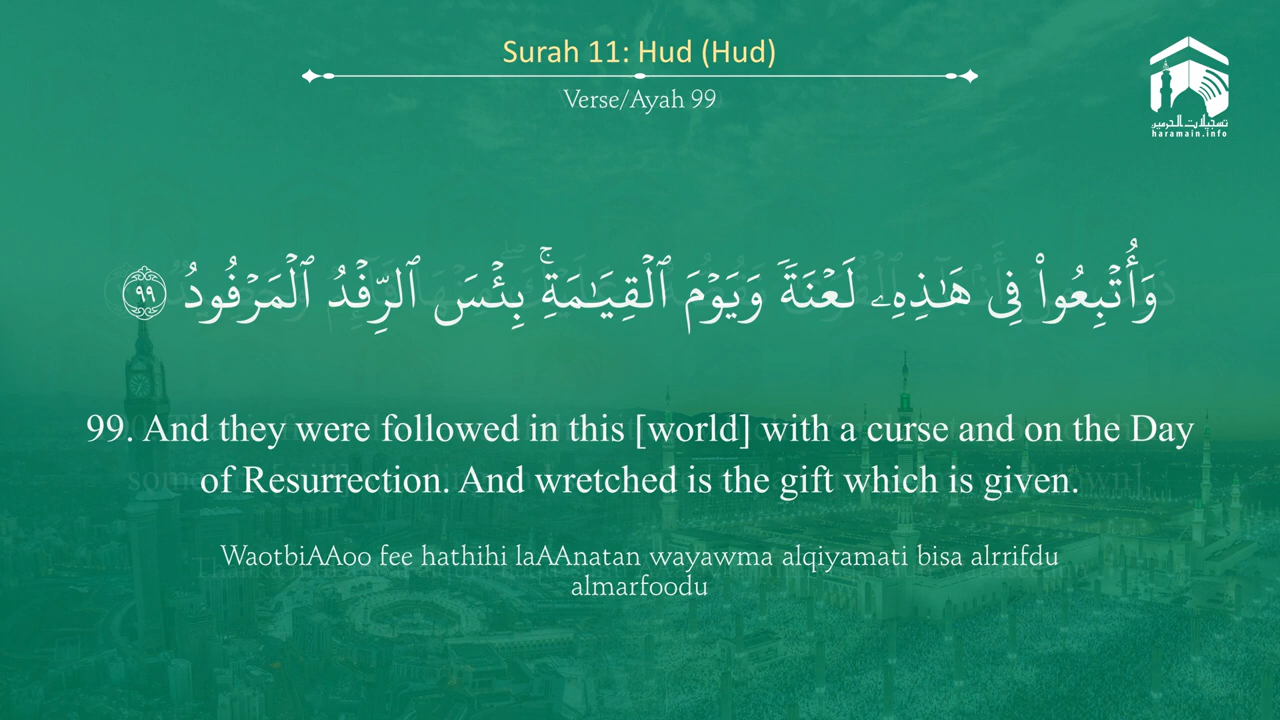 Surah 11: Hud (Hud)
Verse/Ayah 99
تسجيلات الحرمين
haramain.info
وَأُتْبِعُوا۟ فِى هَـٰذِهِۦ لَعْنَةً وَيَوْمَ ٱلْقِيَـٰمَةِ ۚ بِئْسَ ٱلرِّفْدُ ٱلْمَرْفُودُ ٩٩
99. And they were followed in this [world] with a curse and on the Day
of Resurrection. And wretched is the gift which is given.
WaotbiAAoo fee hathihi laAAnatan wayawma alqiyamati bisa alrrifdu
almarfoodu